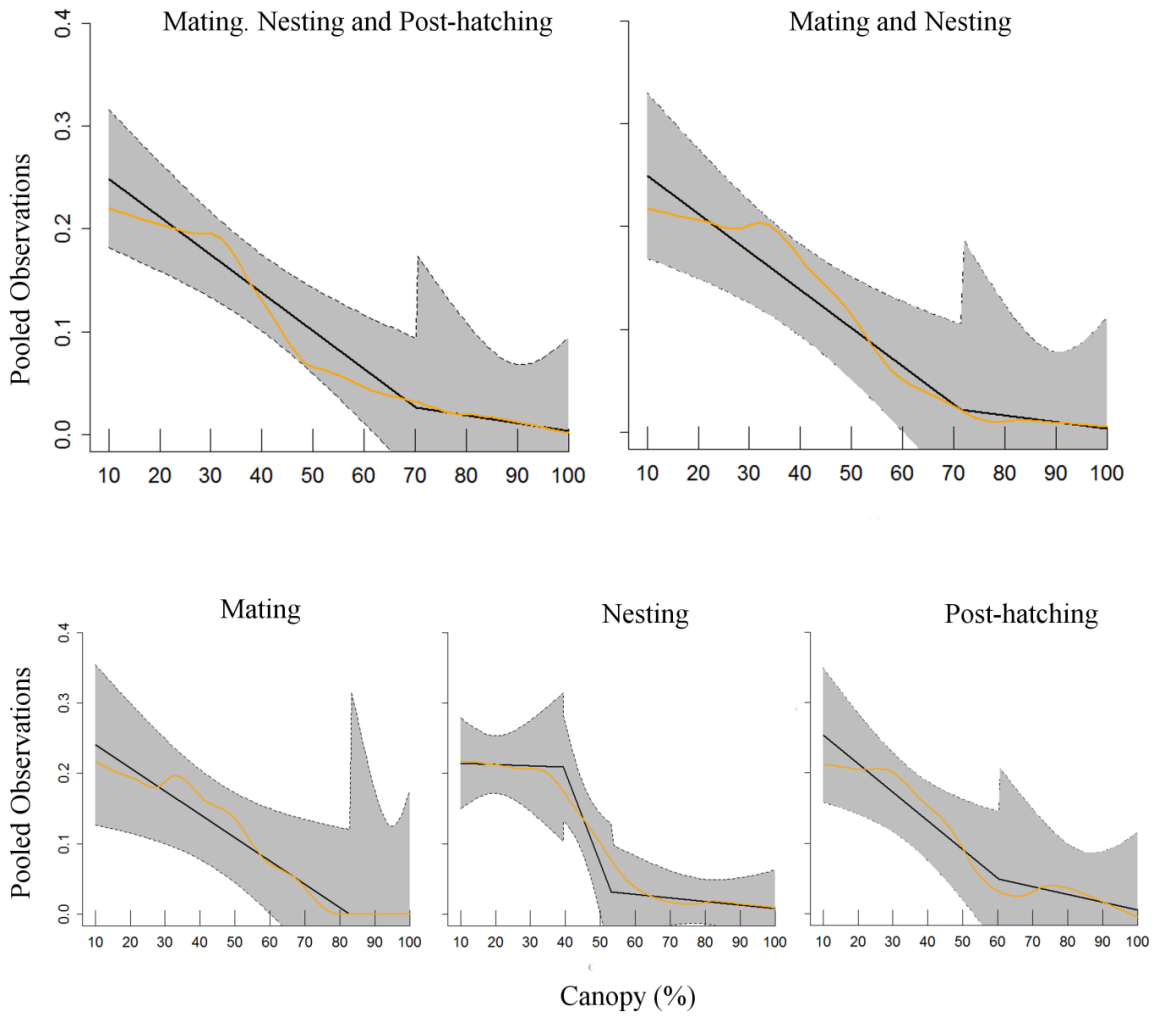 Mating. Nesting and Post-hatching
Mating and Nesting
Pooled Observations
0.4
0.3
0.2
0.1
0.0
10 20 30 40 50 60 70 80 90 100
10 20 30 40 50 60 70 80 90 100
Mating
Nesting
Post-hatching
Pooled Observations
0.4
0.3
0.2
0.1
0.0
10 20 30 40 50 60 70 80 90 100
10 20 30 40 50 60 70 80 90 100
10 20 30 40 50 60 70 80 90 100
Canopy (%)